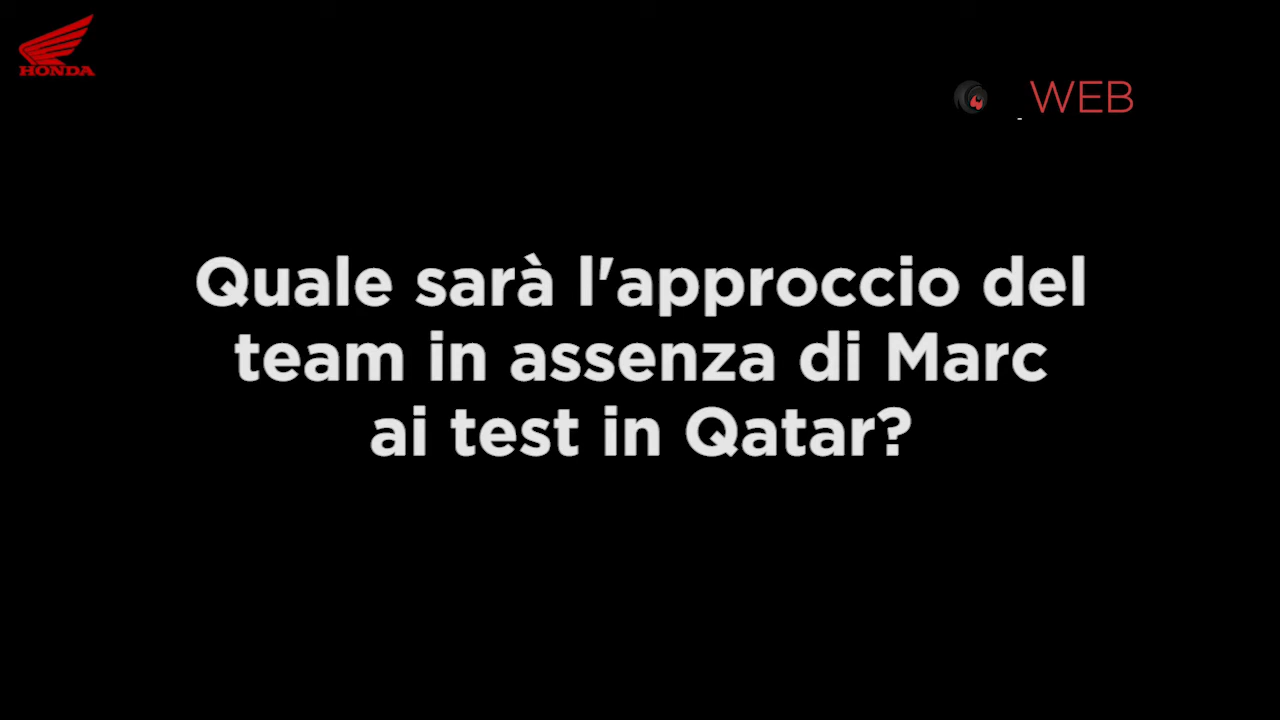 HONDA
WEB
Quale sarà l'approccio del
team in assenza di Marc
ai test in Qatar?